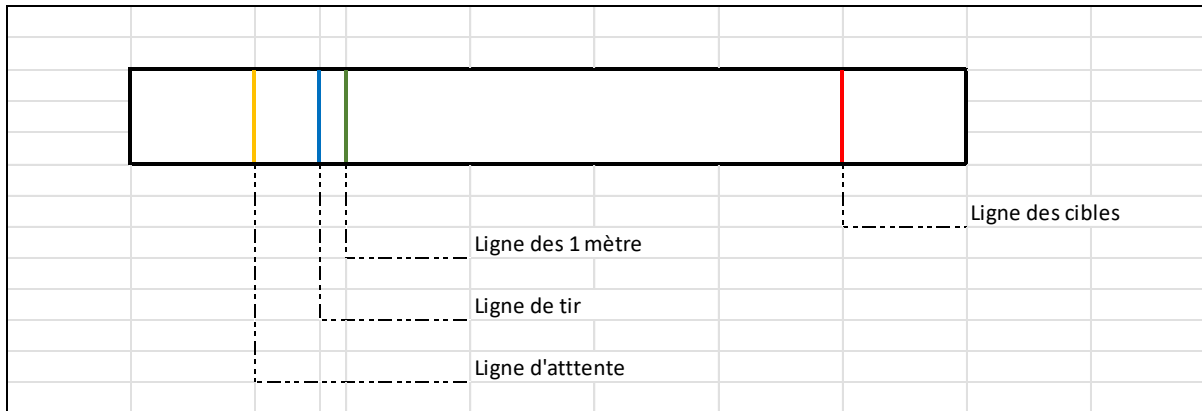 Ligne des cibles
Ligne des 1 mètre
Ligne de tir
Ligne d'atttente